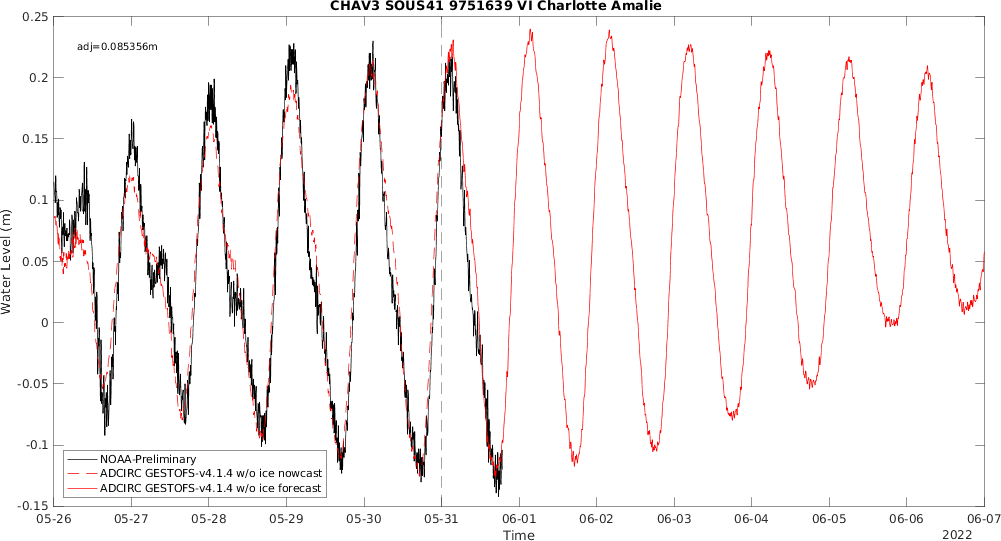 CHAV3 SOUS41 9751639 VI Charlotte Amalie
0.25
adj=0.085356m
0.2
0.15
0.1
0.05
0
-0.05
-0.1
-0.15
Water Level (m)
NOAA-Preliminary
ADCIRC GESTOFS-v4.1.4 w/o ice nowcast
ADCIRC GESTOFS-v4.1.4 w/o ice forecast
05-26 05-27 05-28 05-29 05-30 05-31 06-01 06-02 06-03 06-04 06-05 06-06 06-07
Time
2022